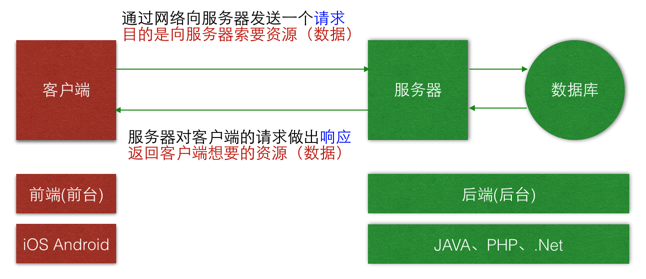 通过网络向服务器发送一个请求
目的是向服务器索要资源（数据）
客户端
服务器
数据库
服务器对客户端的请求做出响应
返回客户端想要的资源（数据）
前端(前台)
后端(后台)
iOS Android
JAVA、PHP、.Net